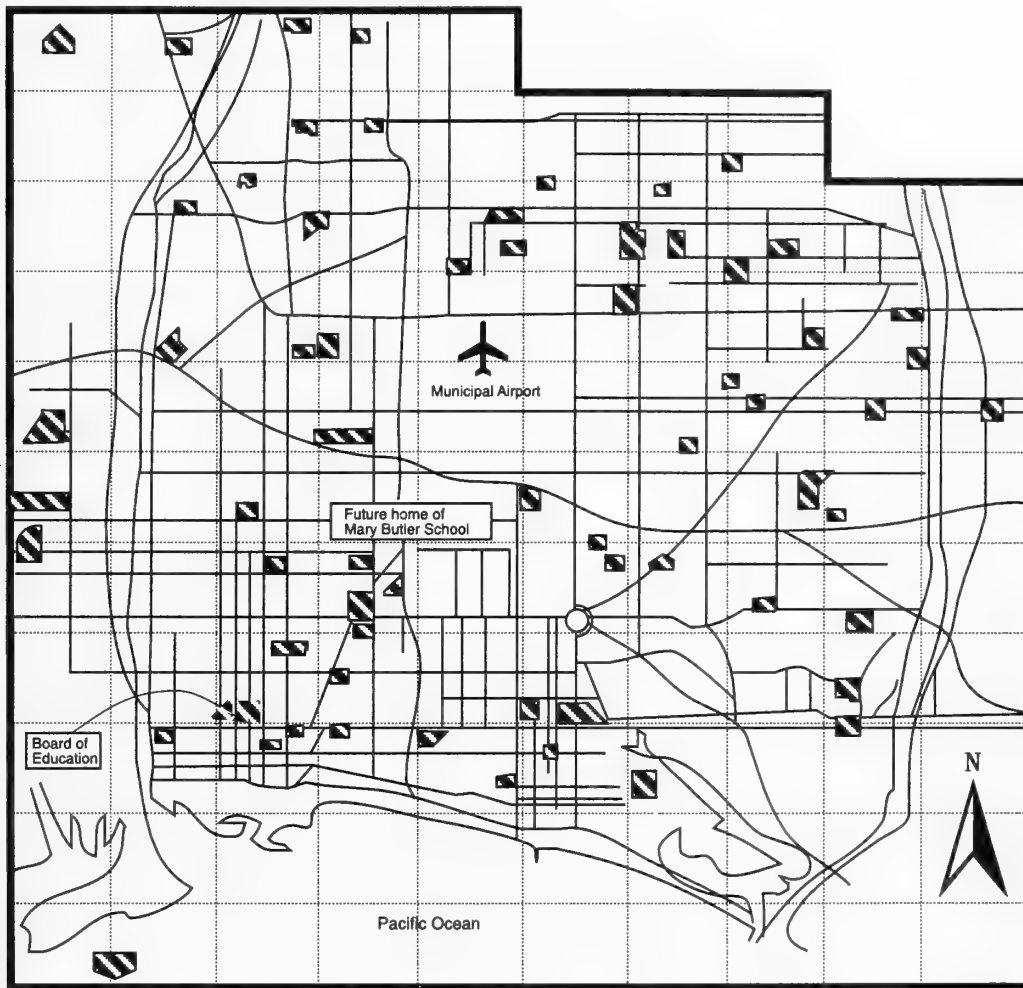 Municipal Airport
Future home of
Mary Butler School
Board of
Education
N
Pacific Ocean